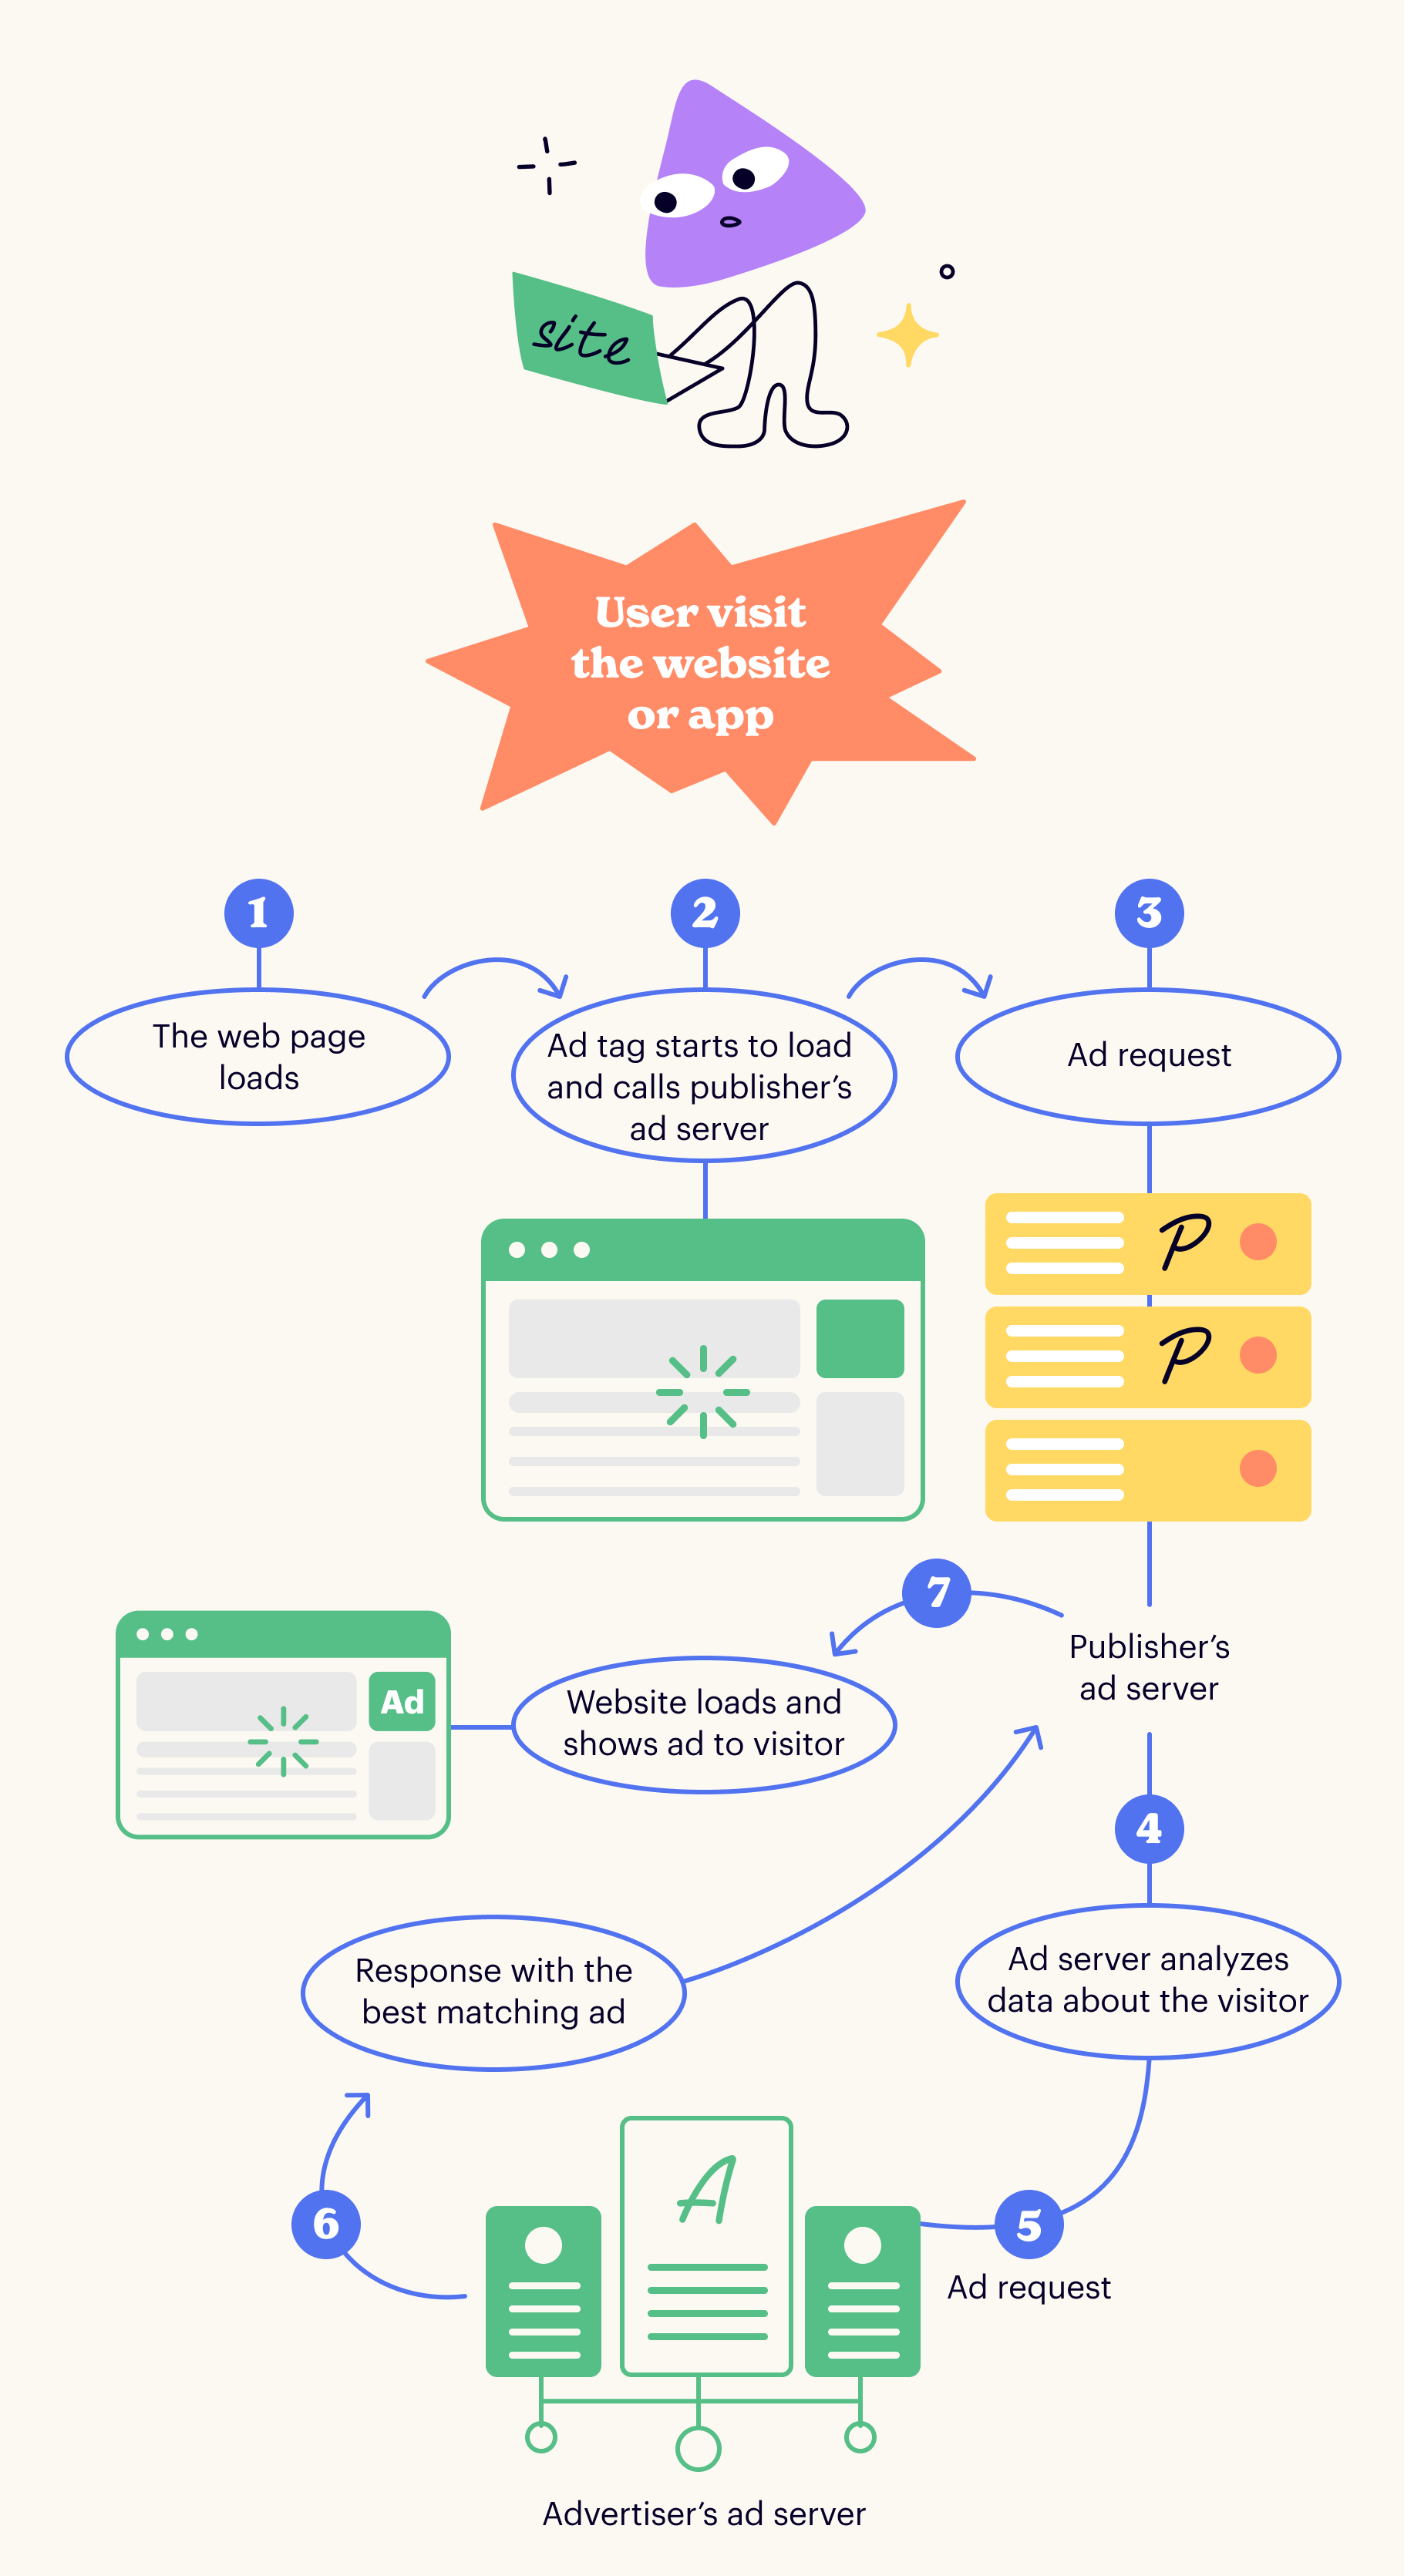 site
User visit
the website
or app
1
2
3
The web page
loads
Ad tag starts to load
and calls publisher’s
ad server
Ad request
P
P
7
Publisher’s
ad server
Ad
Website loads and
shows ad to visitor
4
Ad server analyzes
data about the visitor
Response with the
best matching ad
A
6
5
Ad request
Advertiser’s ad server